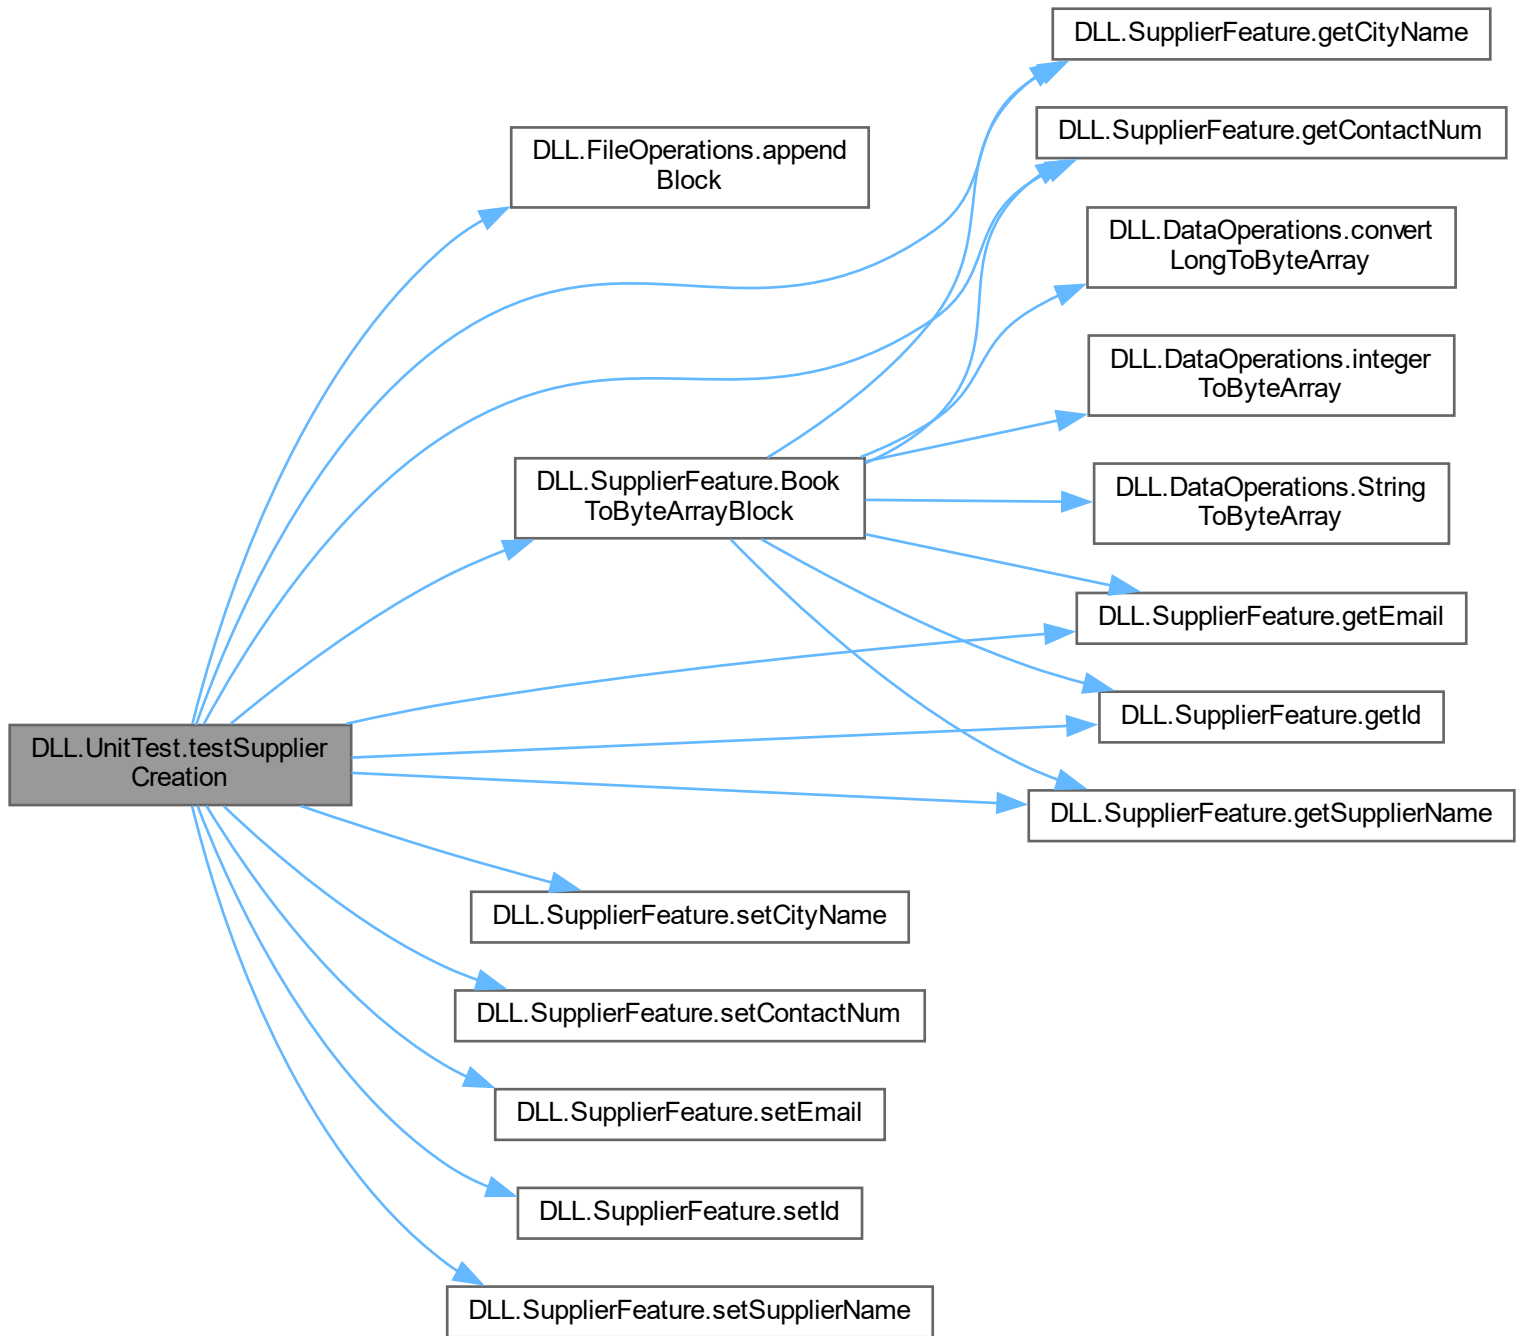 DLL.SupplierFeature.getCityName
DLL.SupplierFeature.getContactNum
DLL.FileOperations.append
Block
DLL.DataOperations.convert
LongToByteArray
DLL.DataOperations.integer
ToByteArray
DLL.SupplierFeature.Book
ToByteArrayBlock
DLL.DataOperations.String
ToByteArray
DLL.SupplierFeature.getEmail
DLL.SupplierFeature.getId
DLL.UnitTest.testSupplier
Creation
DLL.SupplierFeature.getSupplierName
DLL.SupplierFeature.setCityName
DLL.SupplierFeature.setContactNum
DLL.SupplierFeature.setEmail
DLL.SupplierFeature.setId
DLL.SupplierFeature.setSupplierName